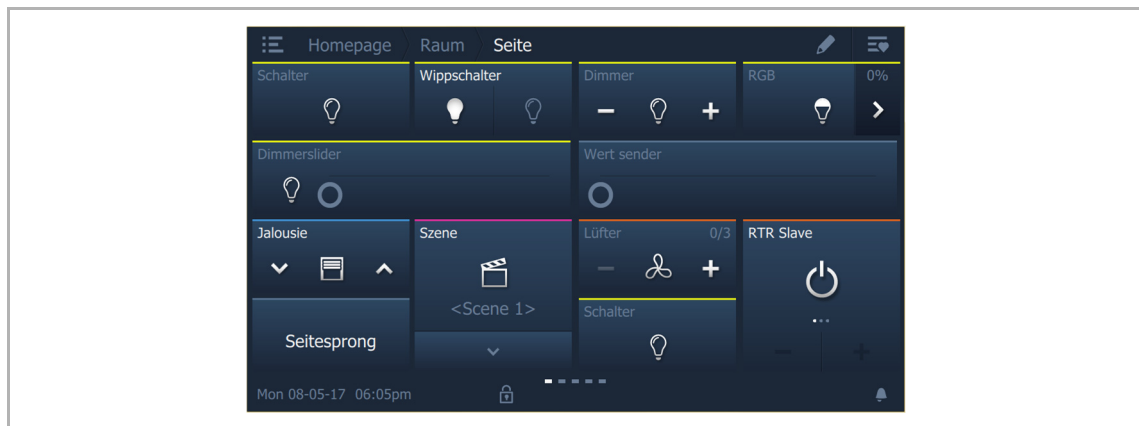 Homepage Raum Seite
Schalter Wippschalter Dimmer RGB 0%
Dimmerslider Wert sender
Jalousie Szene Lüfter 0/3 RTR Slave
<Scene 1> Schalter
Seitesprong
Mon 08-05-17 06:05pm